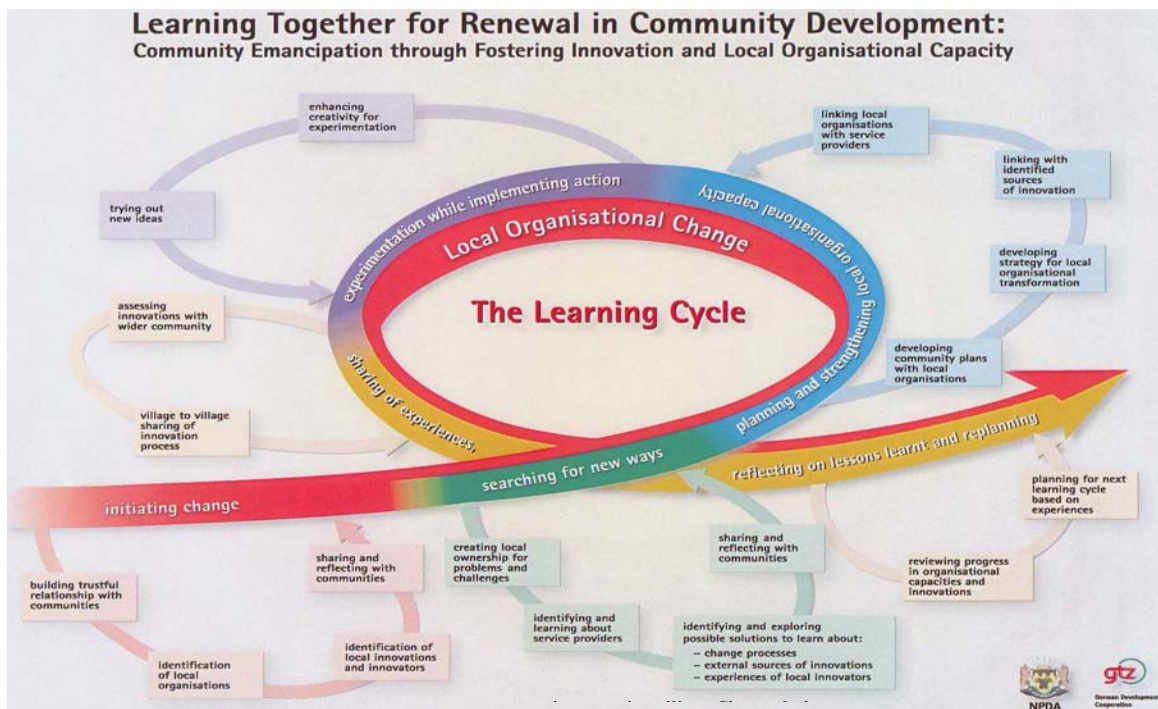 Learning Together for Renewal in Community Development:
Community Emancipation through Fostering Innovation and Local Organisational Capacity
enhancing
creativity for
experimentation
linking local
organisations
with service
providers
linking with
identified
sources
of innovation
trying out
new ideas
experimentation while implementing action
planning and strengthening local organisational capacity
Local Organisational Change
developing
strategy for local
organisational
transformation
assessing
innovations with
wider community
The Learning Cycle
developing
community plans
with local
organisations
village to village
sharing of
innovation
process
sharing of experiences,
reflecting on lessons learnt and replanning
searching for new ways
initiating change
planning for next
learning cycle
based on
experiences
building trustful
relationship with
communities
sharing and
reflecting with
communities
creating local
ownership for
problems and
challenges
sharing and
reflecting with
communities
reviewing progress
in organisational
capacities and
innovations
identification
of local
organisations
identification of
local innovations
and innovators
identifying and
learning about
service providers
identifying and exploring
possible solutions to learn about:
– change processes
– external sources of innovations
– experiences of local innovators
NPDA
gtz
German Development
Cooperation